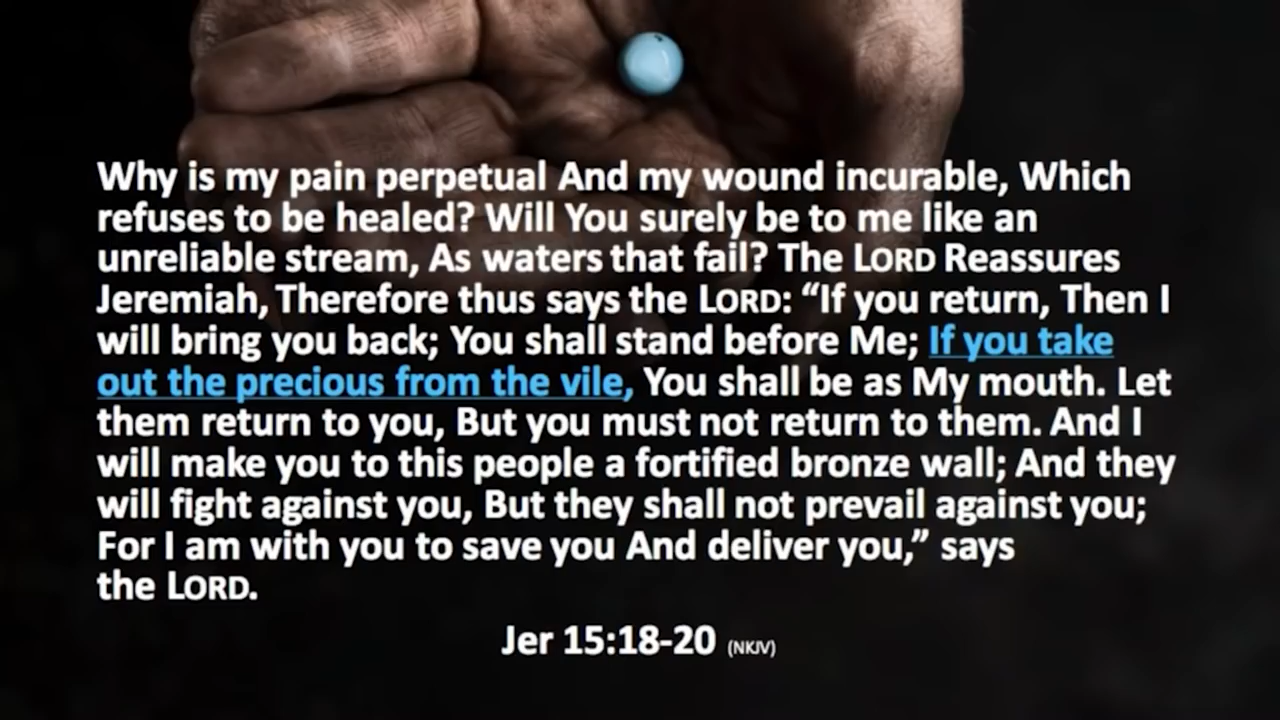 Why is my pain perpetual And my wound incurable, Which
refuses to be healed? Will You surely be to me like an
unreliable stream, As waters that fail? The LORD Reassures
Jeremiah, Therefore thus says the LORD: “If you return, Then I
will bring you back; You shall stand before Me; If you take
out the precious from the vile, You shall be as My mouth. Let
them return to you, But you must not return to them. And I
will make you to this people a fortified bronze wall; And they
will fight against you, But they shall not prevail against you;
For I am with you to save you And deliver you,” says
the LORD.
Jer 15:18-20 (NKJV)